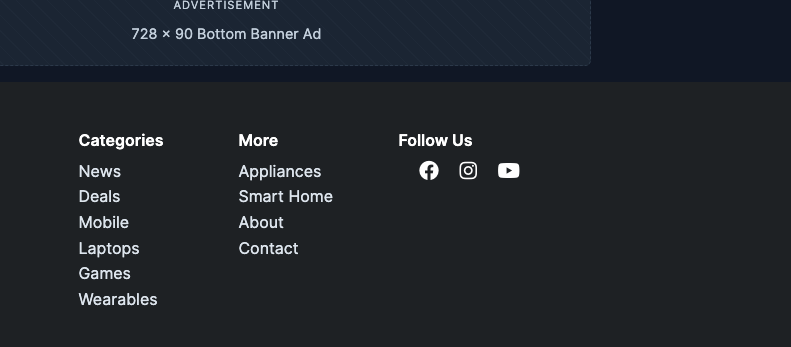 ADVERTISEMENT
728 × 90 Bottom Banner Ad
Categories
News
Deals
Mobile
Laptops
Games
Wearables
More
Appliances
Smart Home
About
Contact
Follow Us